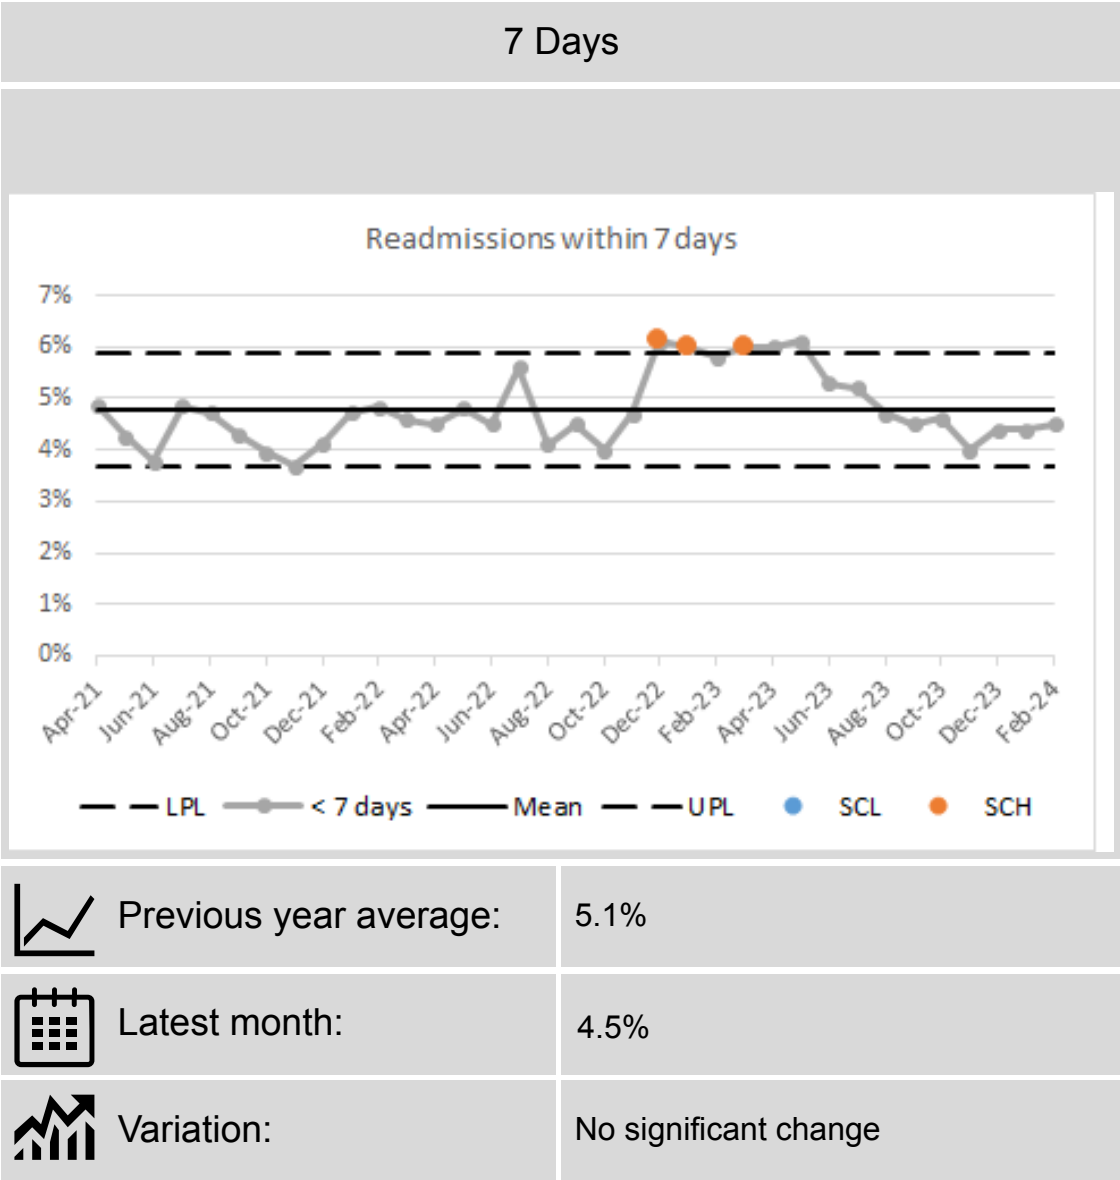 7 Days
Readmissions within 7 days
7%
6%
5%
4%
3%
2%
1%
0%
Apr-21 Jun-21 Aug-21 Oct-21 Dec-21 Feb-22 Apr-22 Jun-22 Aug-22 Oct-22 Dec-22 Feb-23 Apr-23 Jun-23 Aug-23 Oct-23 Dec-23 Feb-24
LPL < 7 days Mean UPL SCL SCH
Previous year average: 5.1%
Latest month: 4.5%
Variation: No significant change